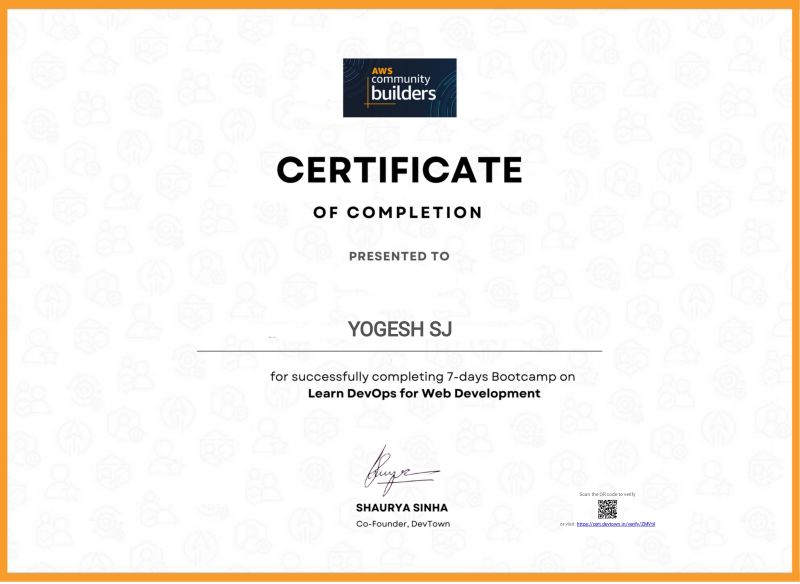 AWS
community
builders
CERTIFICATE
OF COMPLETION
PRESENTED TO
YOGESH SJ
for successfully completing 7-days Bootcamp on
Learn DevOps for Web Development
SHAURYA SINHA
Co-Founder, DevTown
Scan the QR code to verify
or visit: https://cert.devtown.in/verify/